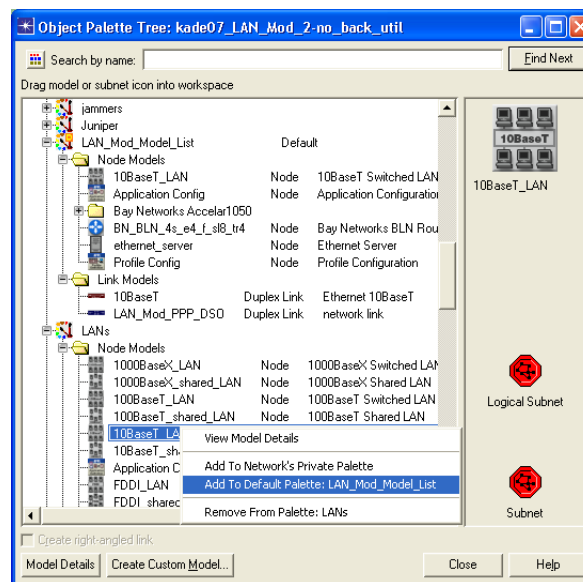 Object Palette Tree: kade07_LAN_Mod_2-no_back_util
Search by name:
Find Next
Drag model or subnet icon into workspace
jammers
Juniper
LAN_Mod_Model_List Default
Node Models
10BaseT_LAN Node 10BaseT Switched LAN
Application Config Node Application Configuration
Bay Networks Accelar1050
BN_BLN_4s_e4_f_sl8_tr4 Node Bay Networks BLN Rou
ethernet_server Node Ethernet Server
Profile Config Node Profile Configuration
Link Models
10BaseT Duplex Link Ethernet 10BaseT
LAN_Mod_PPP_DS0 Duplex Link network link
LANs
Node Models
1000BaseX_LAN Node 1000BaseX Switched LAN
1000BaseX_shared_LAN Node 1000BaseX Shared LAN
100BaseT_LAN Node 100BaseT Switched LAN
100BaseT_shared_LAN Node 100BaseT Shared LAN
10BaseT_LA
10BaseT_sh
Application C
FDDI_LAN
FDDI_shared
View Model Details
Add To Network's Private Palette
Add To Default Palette: LAN_Mod_Model_List
Remove From Palette: LANs
10BaseT
10BaseT_LAN
Logical Subnet
Subnet
Create right-angled link
Model Details
Create Custom Model...
Close
Help